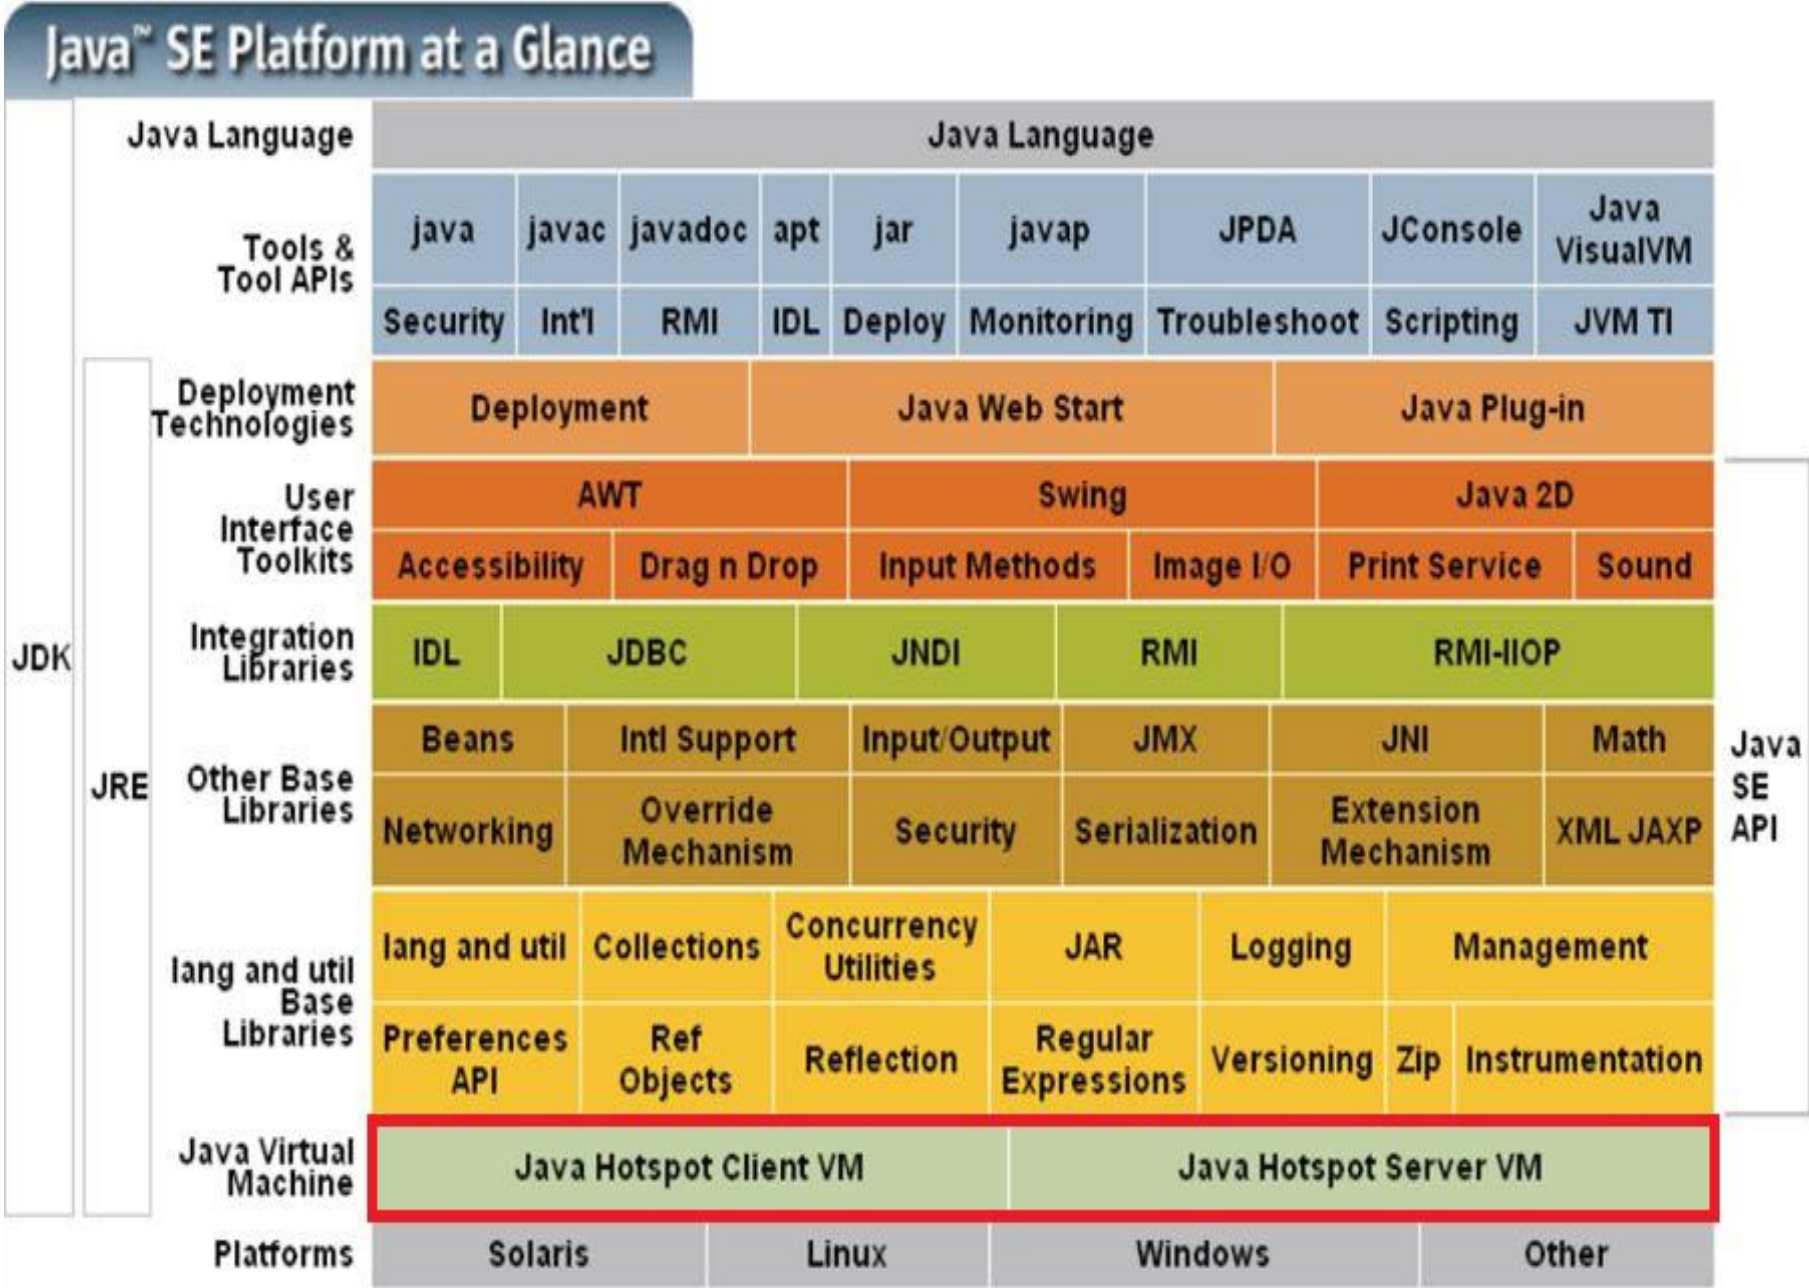 Java™ SE Platform at a Glance
Java Language
Java Language
Tools &
Tool APIs
java
javac
javadoc
apt
jar
javap
JPDA
JConsole
Java
VisualVM
Security
Int'l
RMI
IDL
Deploy
Monitoring
Troubleshoot
Scripting
JVM TI
Deployment
Technologies
Deployment
Java Web Start
Java Plug-in
User
Interface
Toolkits
AWT
Swing
Java 2D
Accessibility
Drag n Drop
Input Methods
Image I/O
Print Service
Sound
Integration
Libraries
IDL
JDBC
JNDI
RMI
RMI-IIOP
JDK
JRE
Other Base
Libraries
Beans
Intl Support
Input/Output
JMX
JNI
Math
Networking
Override
Mechanism
Security
Serialization
Extension
Mechanism
XML JAXP
Java
SE
API
lang and util
Base
Libraries
lang and util
Collections
Concurrency
Utilities
JAR
Logging
Management
Preferences
API
Ref
Objects
Reflection
Regular
Expressions
Versioning
Zip
Instrumentation
Java Virtual
Machine
Java Hotspot Client VM
Java Hotspot Server VM
Platforms
Solaris
Linux
Windows
Other